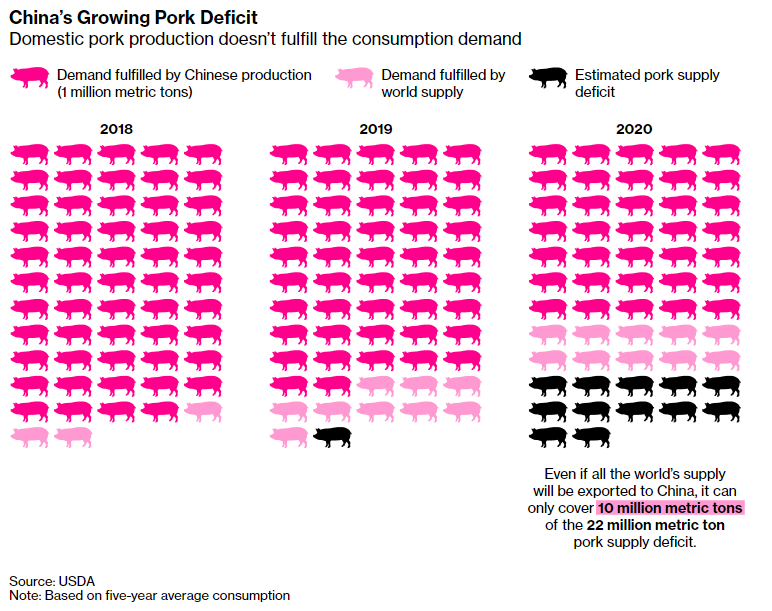 China's Growing Pork Deficit
Domestic pork production doesn't fulfill the consumption demand
Demand fulfilled by Chinese production
(1 million metric tons)
Demand fulfilled by
world supply
Estimated pork supply
deficit
2018
2019
2020
Even if all the world's supply
will be exported to China, it can
only cover 10 million metric tons
of the 22 million metric ton
pork supply deficit.
Source: USDA
Note: Based on five-year average consumption